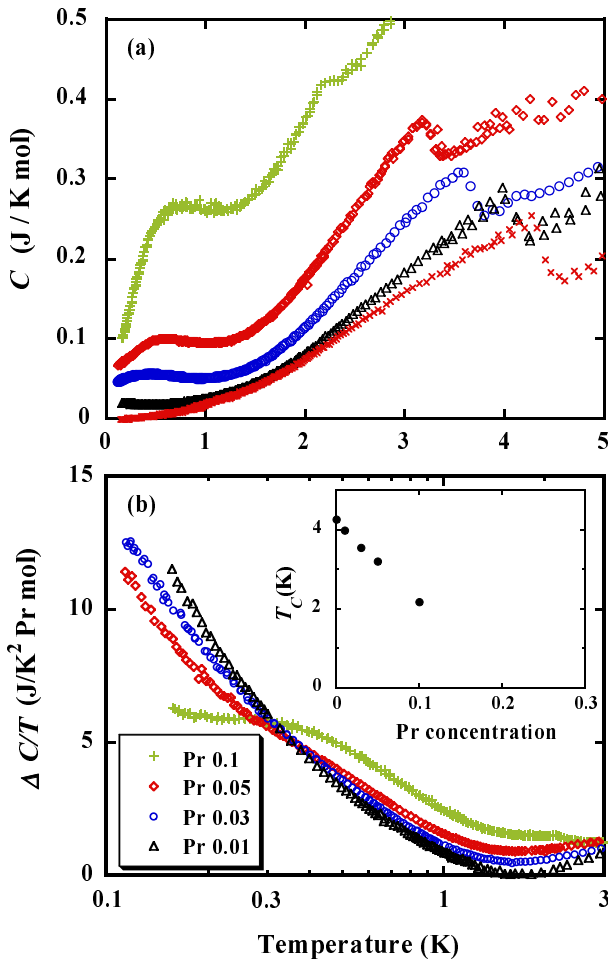 0.5
(a)
0.4
0.3
C (J / K mol)
0.2
0.1
0
0 1 2 3 4 5
15
(b)
4
T_C(K)
2
0
0 0.1 0.2 0.3
Pr concentration
10
Δ C/T (J/K² Pr mol)
5
Pr 0.1
Pr 0.05
Pr 0.03
Pr 0.01
0
0.1 0.3 1 3
Temperature (K)